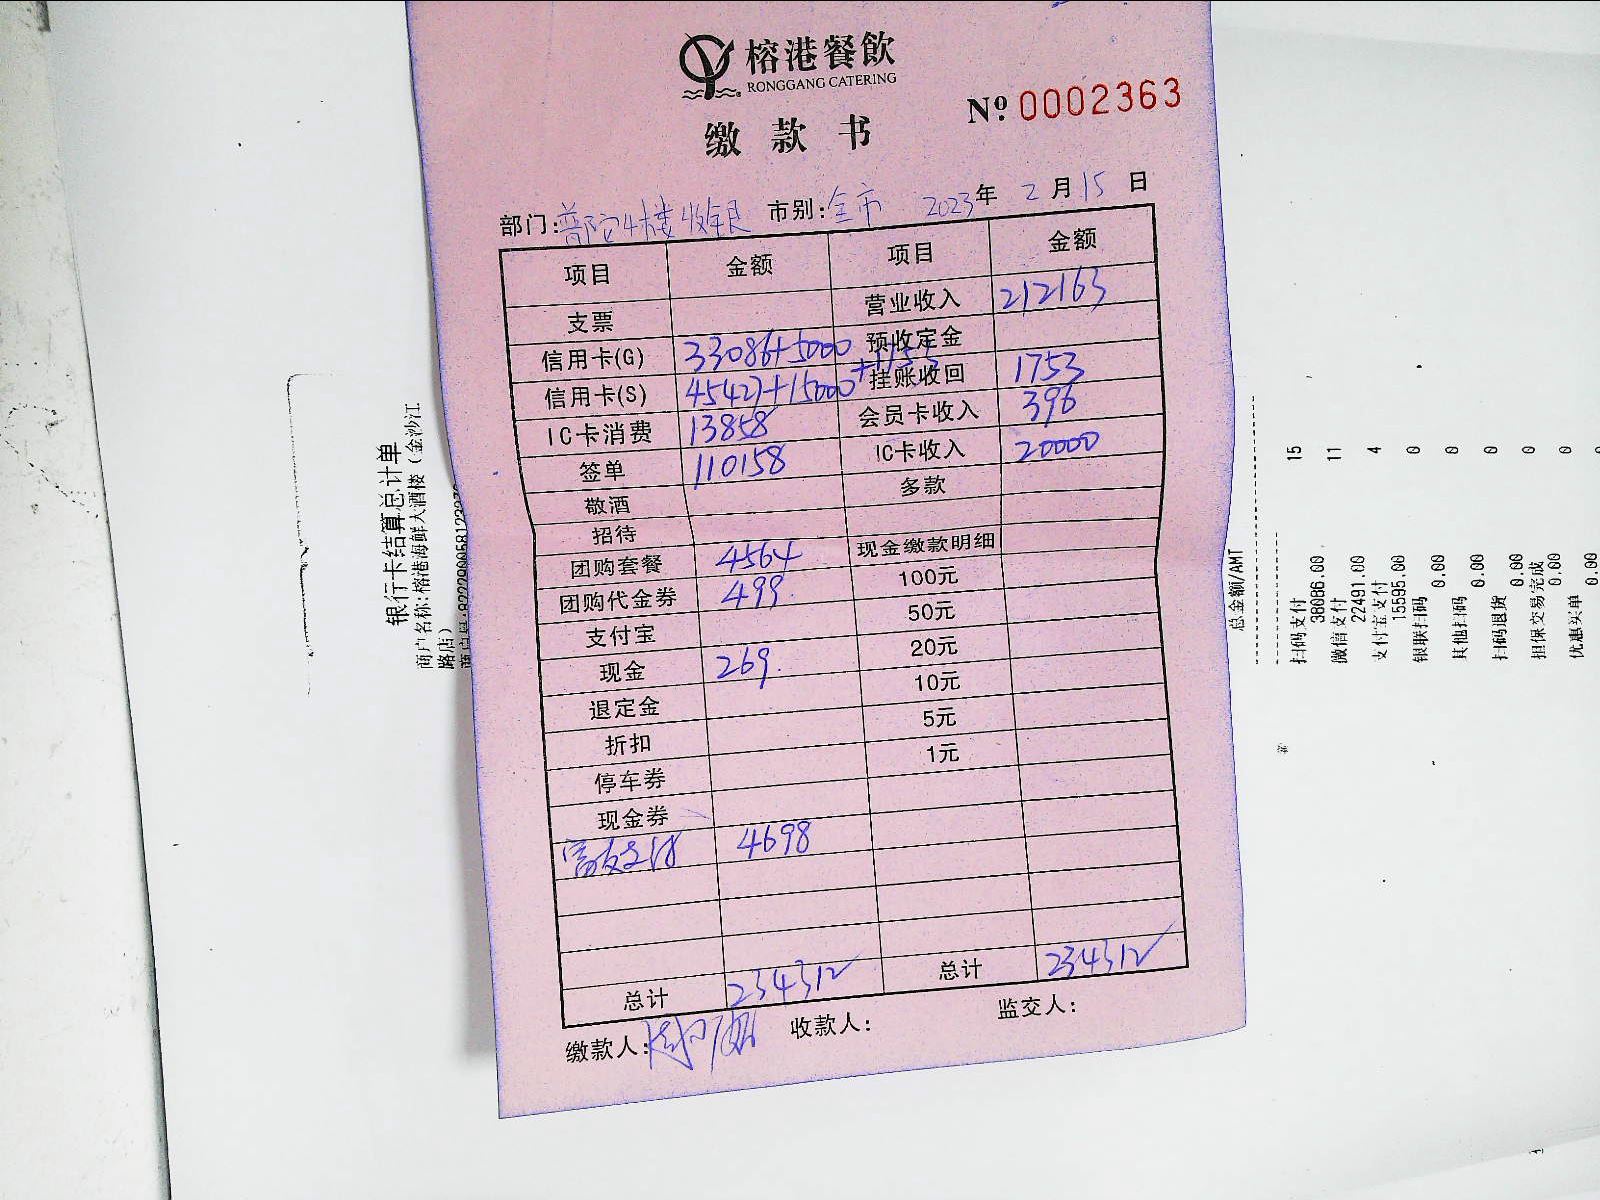 榕港餐飲
RONGGANG CATERING
№ 0002363
缴款书
部门:普陀4楼收银 市别:全市 2023年 2月15日
项目 金额 项目 金额
支票 营业收入 212163
信用卡(G) 33086+5000 预收定金
信用卡(S) 45427+15000+1753 挂账收回 1753
IC卡消费 13858 会员卡收入 396
签单 110158 IC卡收入 20000
敬酒 多款
招待
团购套餐 4564 现金缴款明细
团购代金券 499. 100元
支付宝 50元
现金 269. 20元
退定金 10元
折扣 5元
停车券 1元
现金券
富友支付 4698
总计 234312 总计 234312
缴款人: 收款人: 监交人:
银行卡结算总计单
商户名称:榕港海鲜大酒楼(金沙江
路店)
总金额/AMT
扫码支付 15
38086.00
微信支付 11
22491.00
支付宝支付 4
15595.00
银联扫码 0
0.00
其他扫码 0
0.00
扫码退货 0
0.00
担保交易完成 0
0.00
优惠买单 0
0.00